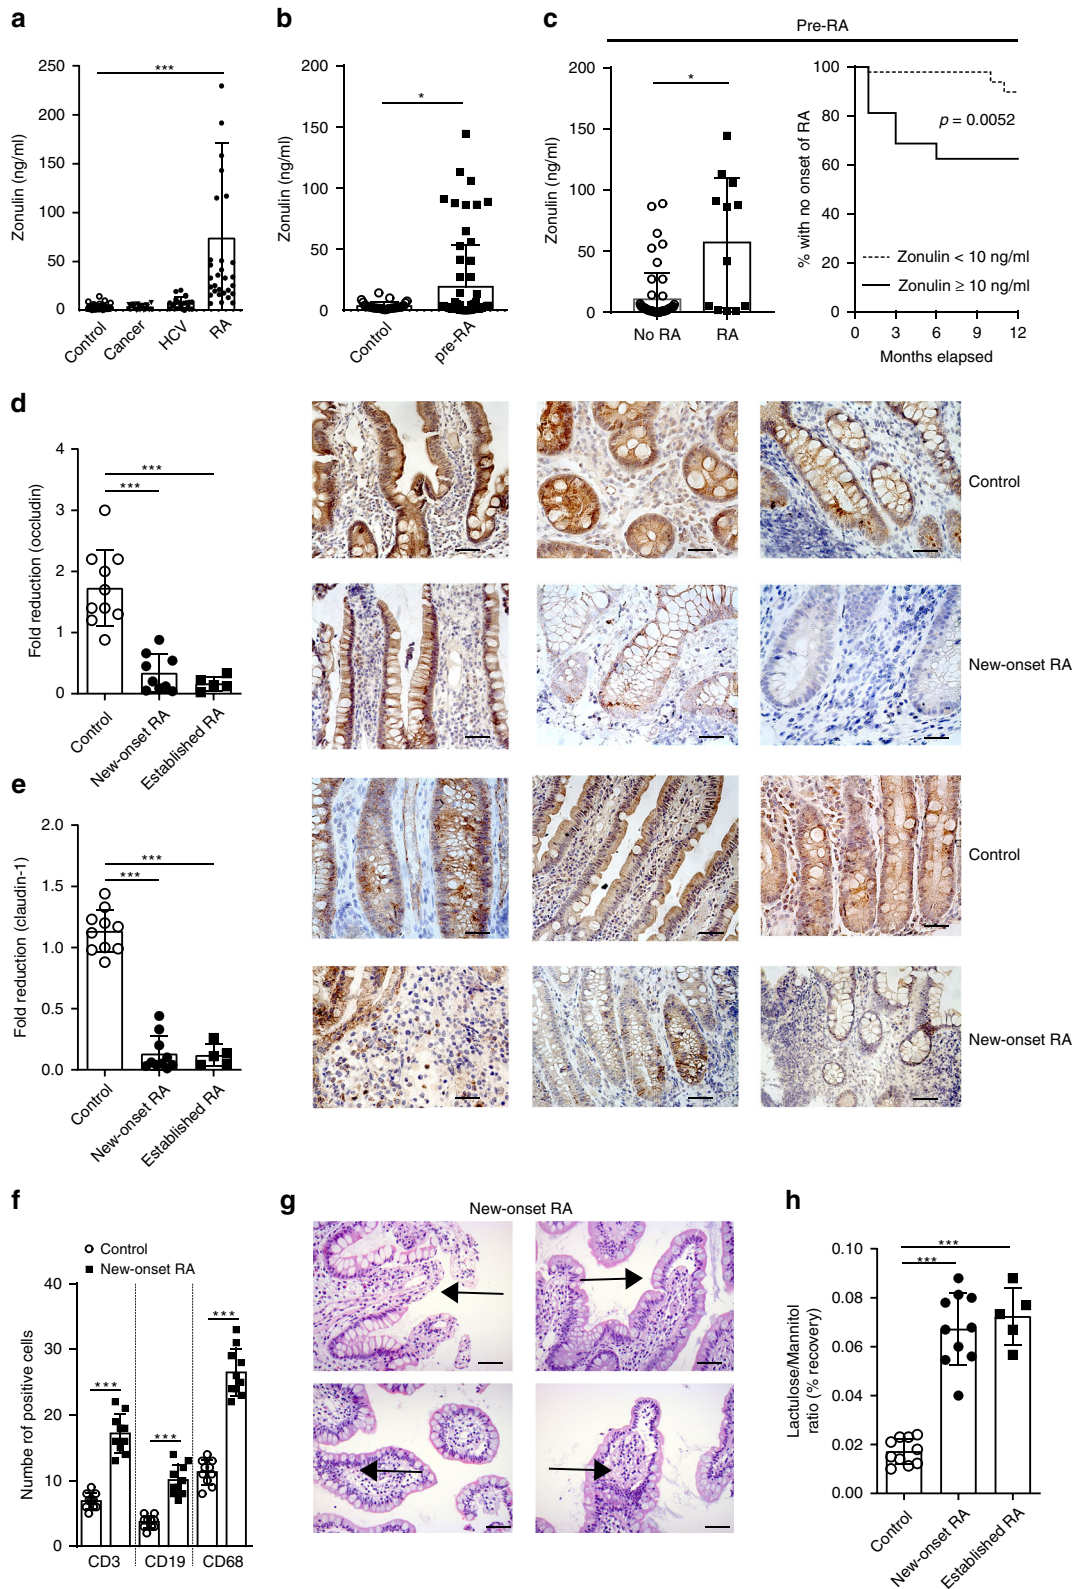 a
b
c
Pre-RA
***
250
200
150
100
50
0
Zonulin (ng/ml)
Control
Cancer
HCV
RA
*
200
150
100
50
0
Zonulin (ng/ml)
Control
pre-RA
*
200
150
100
50
0
Zonulin (ng/ml)
No RA
RA
100
80
60
40
20
0
% with no onset of RA
p = 0.0052
Zonulin < 10 ng/ml
Zonulin ≥ 10 ng/ml
0
3
6
9
12
Months elapsed
d
4
3
2
1
0
Fold reduction (occludin)
***
***
Control
New-onset RA
Established RA
Control
New-onset RA
e
2.0
1.5
1.0
0.5
0.0
Fold reduction (claudin-1)
***
***
Control
New-onset RA
Established RA
Control
New-onset RA
f
Control
New-onset RA
40
30
20
10
0
Numbe rof positive cells
***
***
***
CD3
CD19
CD68
g
New-onset RA
h
0.10
0.08
0.06
0.04
0.02
0.00
Lactulose/Mannitol
ratio (% recovery)
***
***
Control
New-onset RA
Established RA